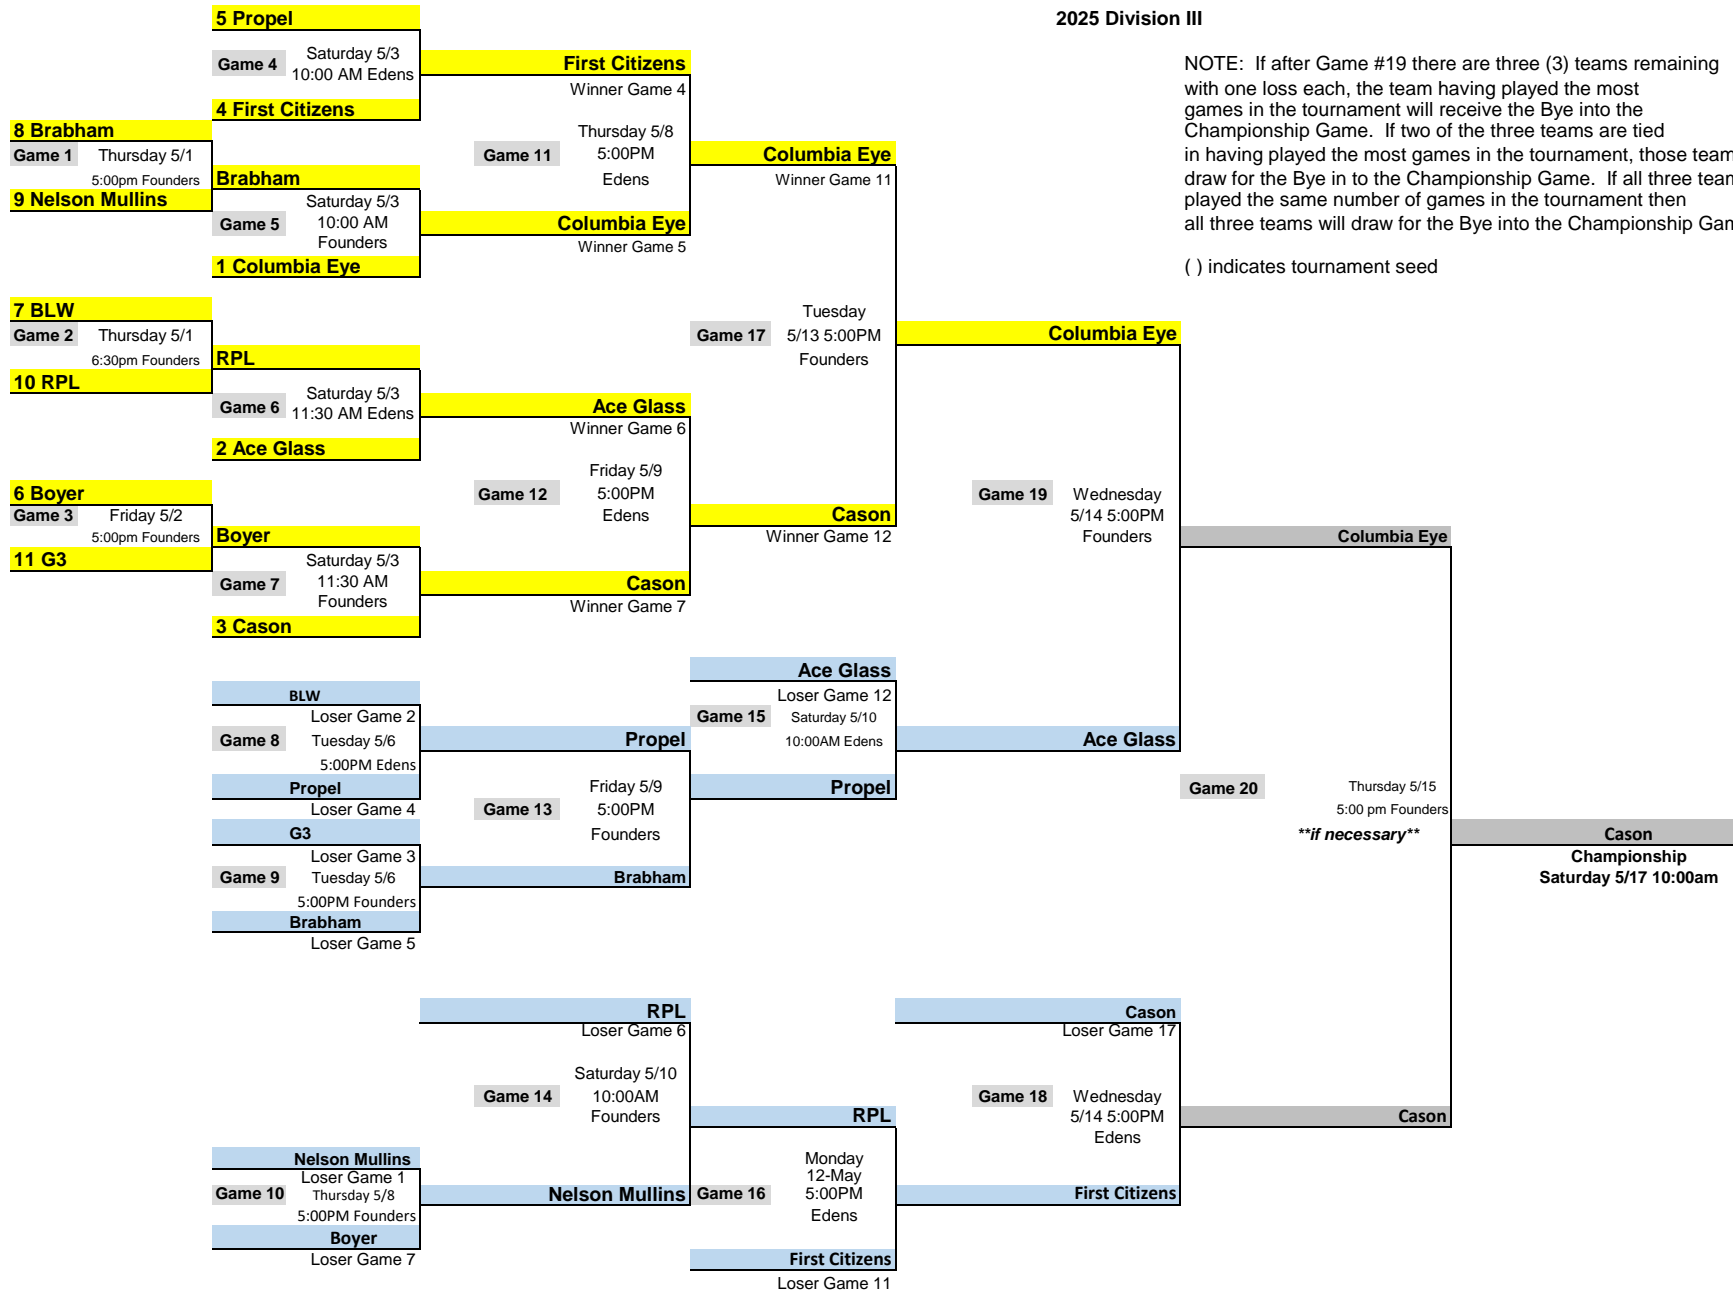 5 Propel
2025 Division III
Saturday 5/3
Game 4
10:00 AM Edens
First Citizens
Winner Game 4
4 First Citizens
NOTE: If after Game #19 there are three (3) teams remaining
with one loss each, the team having played the most
games in the tournament will receive the Bye into the
Championship Game. If two of the three teams are tied
in having played the most games in the tournament, those team
draw for the Bye in to the Championship Game. If all three team
played the same number of games in the tournament then
all three teams will draw for the Bye into the Championship Gam
( ) indicates tournament seed
8 Brabham
Game 1 Thursday 5/1
5:00pm Founders
9 Nelson Mullins
Brabham
Saturday 5/3
Game 5 10:00 AM
Founders
1 Columbia Eye
Thursday 5/8
Game 11 5:00PM
Edens
Columbia Eye
Winner Game 5
Columbia Eye
Winner Game 11
7 BLW
Game 2 Thursday 5/1
6:30pm Founders
10 RPL
RPL
Saturday 5/3
Game 6 11:30 AM Edens
2 Ace Glass
Ace Glass
Winner Game 6
Tuesday
Game 17 5/13 5:00PM
Founders
Columbia Eye
6 Boyer
Game 3 Friday 5/2
5:00pm Founders
11 G3
Boyer
Saturday 5/3
Game 7 11:30 AM
Founders
3 Cason
Friday 5/9
Game 12 5:00PM
Edens
Cason
Winner Game 7
Cason
Winner Game 12
Game 19 Wednesday
5/14 5:00PM
Founders
Columbia Eye
BLW
Loser Game 2
Game 8 Tuesday 5/6
5:00PM Edens
Propel
Loser Game 4
G3
Loser Game 3
Game 9 Tuesday 5/6
5:00PM Founders
Brabham
Loser Game 5
Propel
Friday 5/9
Game 13 5:00PM
Founders
Brabham
Ace Glass
Loser Game 12
Game 15 Saturday 5/10
10:00AM Edens
Propel
Ace Glass
Game 20 Thursday 5/15
5:00 pm Founders
**if necessary**
Cason
Championship
Saturday 5/17 10:00am
RPL
Loser Game 6
Saturday 5/10
Game 14 10:00AM
Founders
Nelson Mullins
Loser Game 1
Game 10 Thursday 5/8
5:00PM Founders
Boyer
Loser Game 7
Nelson Mullins
RPL
Monday
12-May
Game 16 5:00PM
Edens
First Citizens
Loser Game 11
Cason
Loser Game 17
Game 18 Wednesday
5/14 5:00PM
Edens
First Citizens
Cason